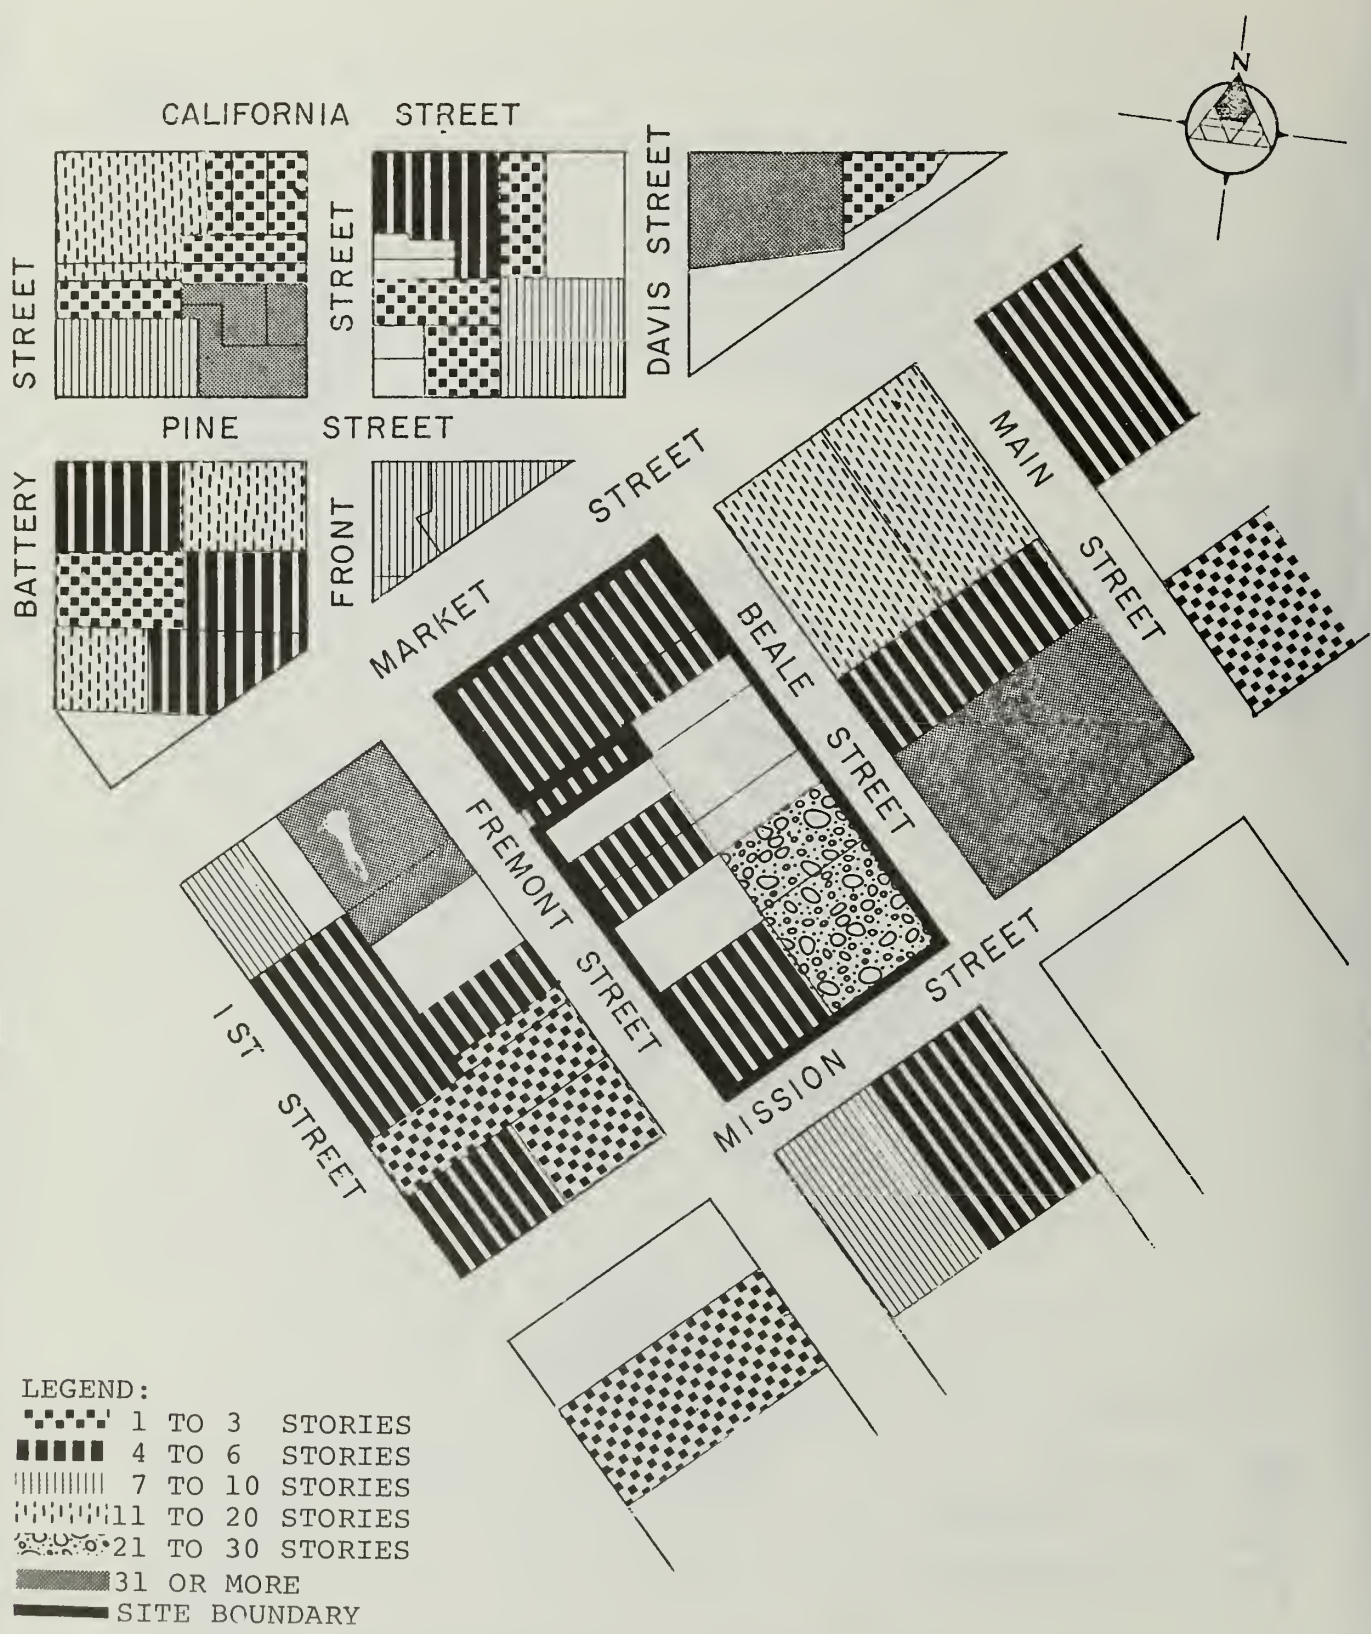 N
CALIFORNIA STREET
STREET
STREET
DAVIS STREET
PINE STREET
BATTERY
FRONT
MARKET STREET
MAIN STREET
BEALE STREET
FREMONT STREET
1 ST STREET
MISSION STREET
LEGEND:
1 TO 3 STORIES
4 TO 6 STORIES
7 TO 10 STORIES
11 TO 20 STORIES
21 TO 30 STORIES
31 OR MORE
SITE BOUNDARY